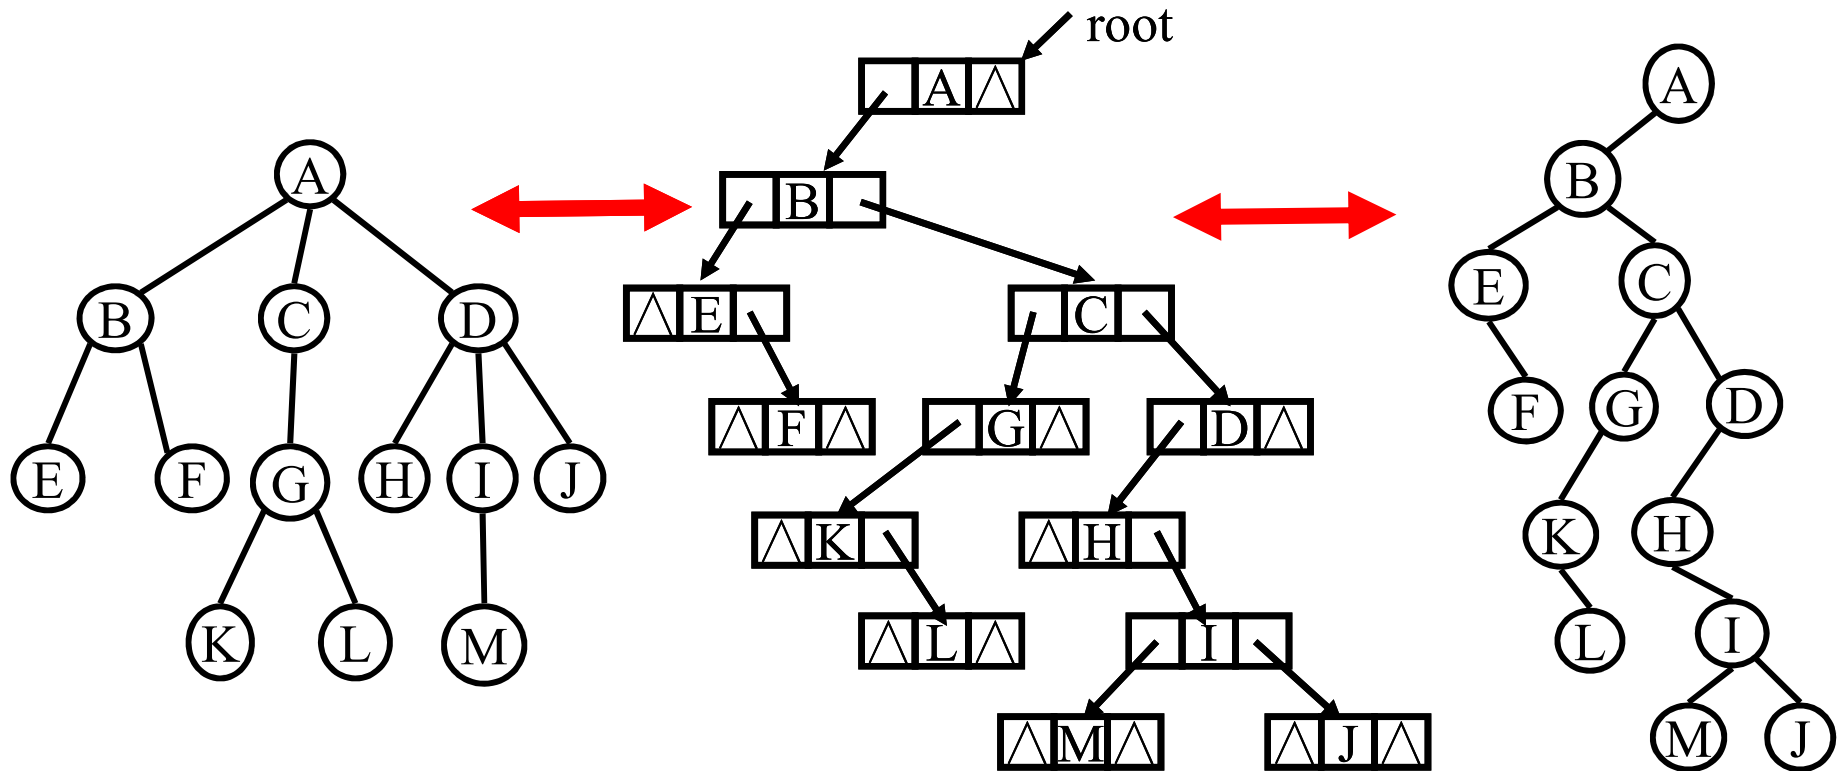 root
A
B
E C
F G D
K H
L I
M J
A
B C D
E F G H I J
K L M
A
B
E C
F G D
K H
L I
M J